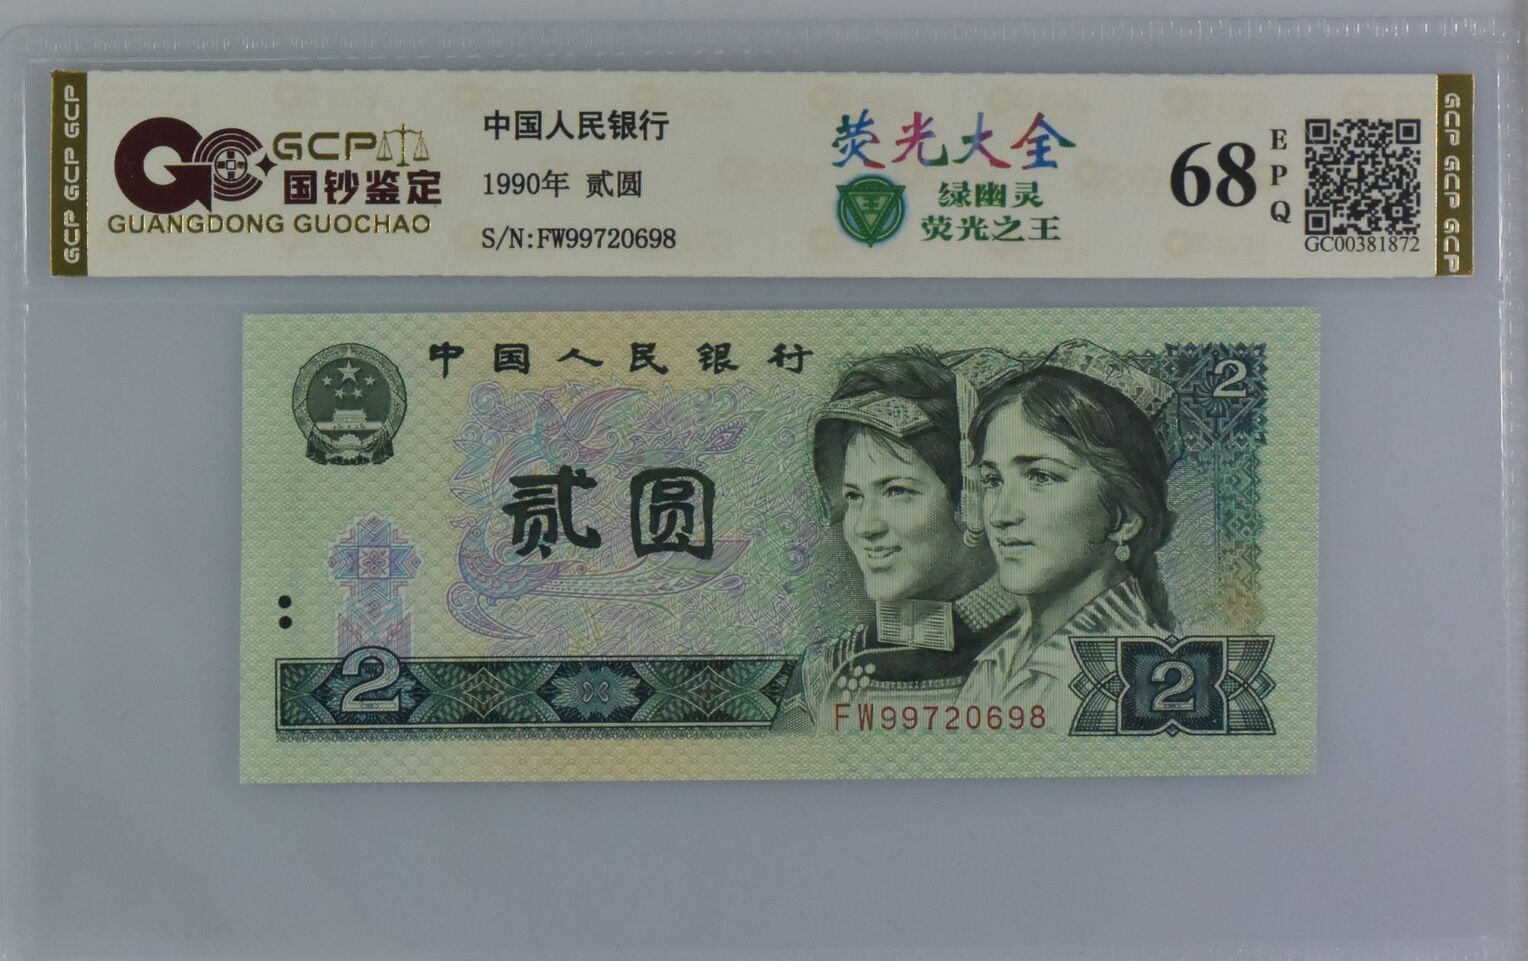 GCP GCP GCP
GCP
国钞鉴定
GUANGDONG GUOCHAO
中国人民银行
1990年 贰圆
S/N:FW99720698
荧光大全
王
绿幽灵
荧光之王
68
EPQ
GC00381872
GCP GCP GCP
中国人民银行
2
贰圆
2
FW99720698
2